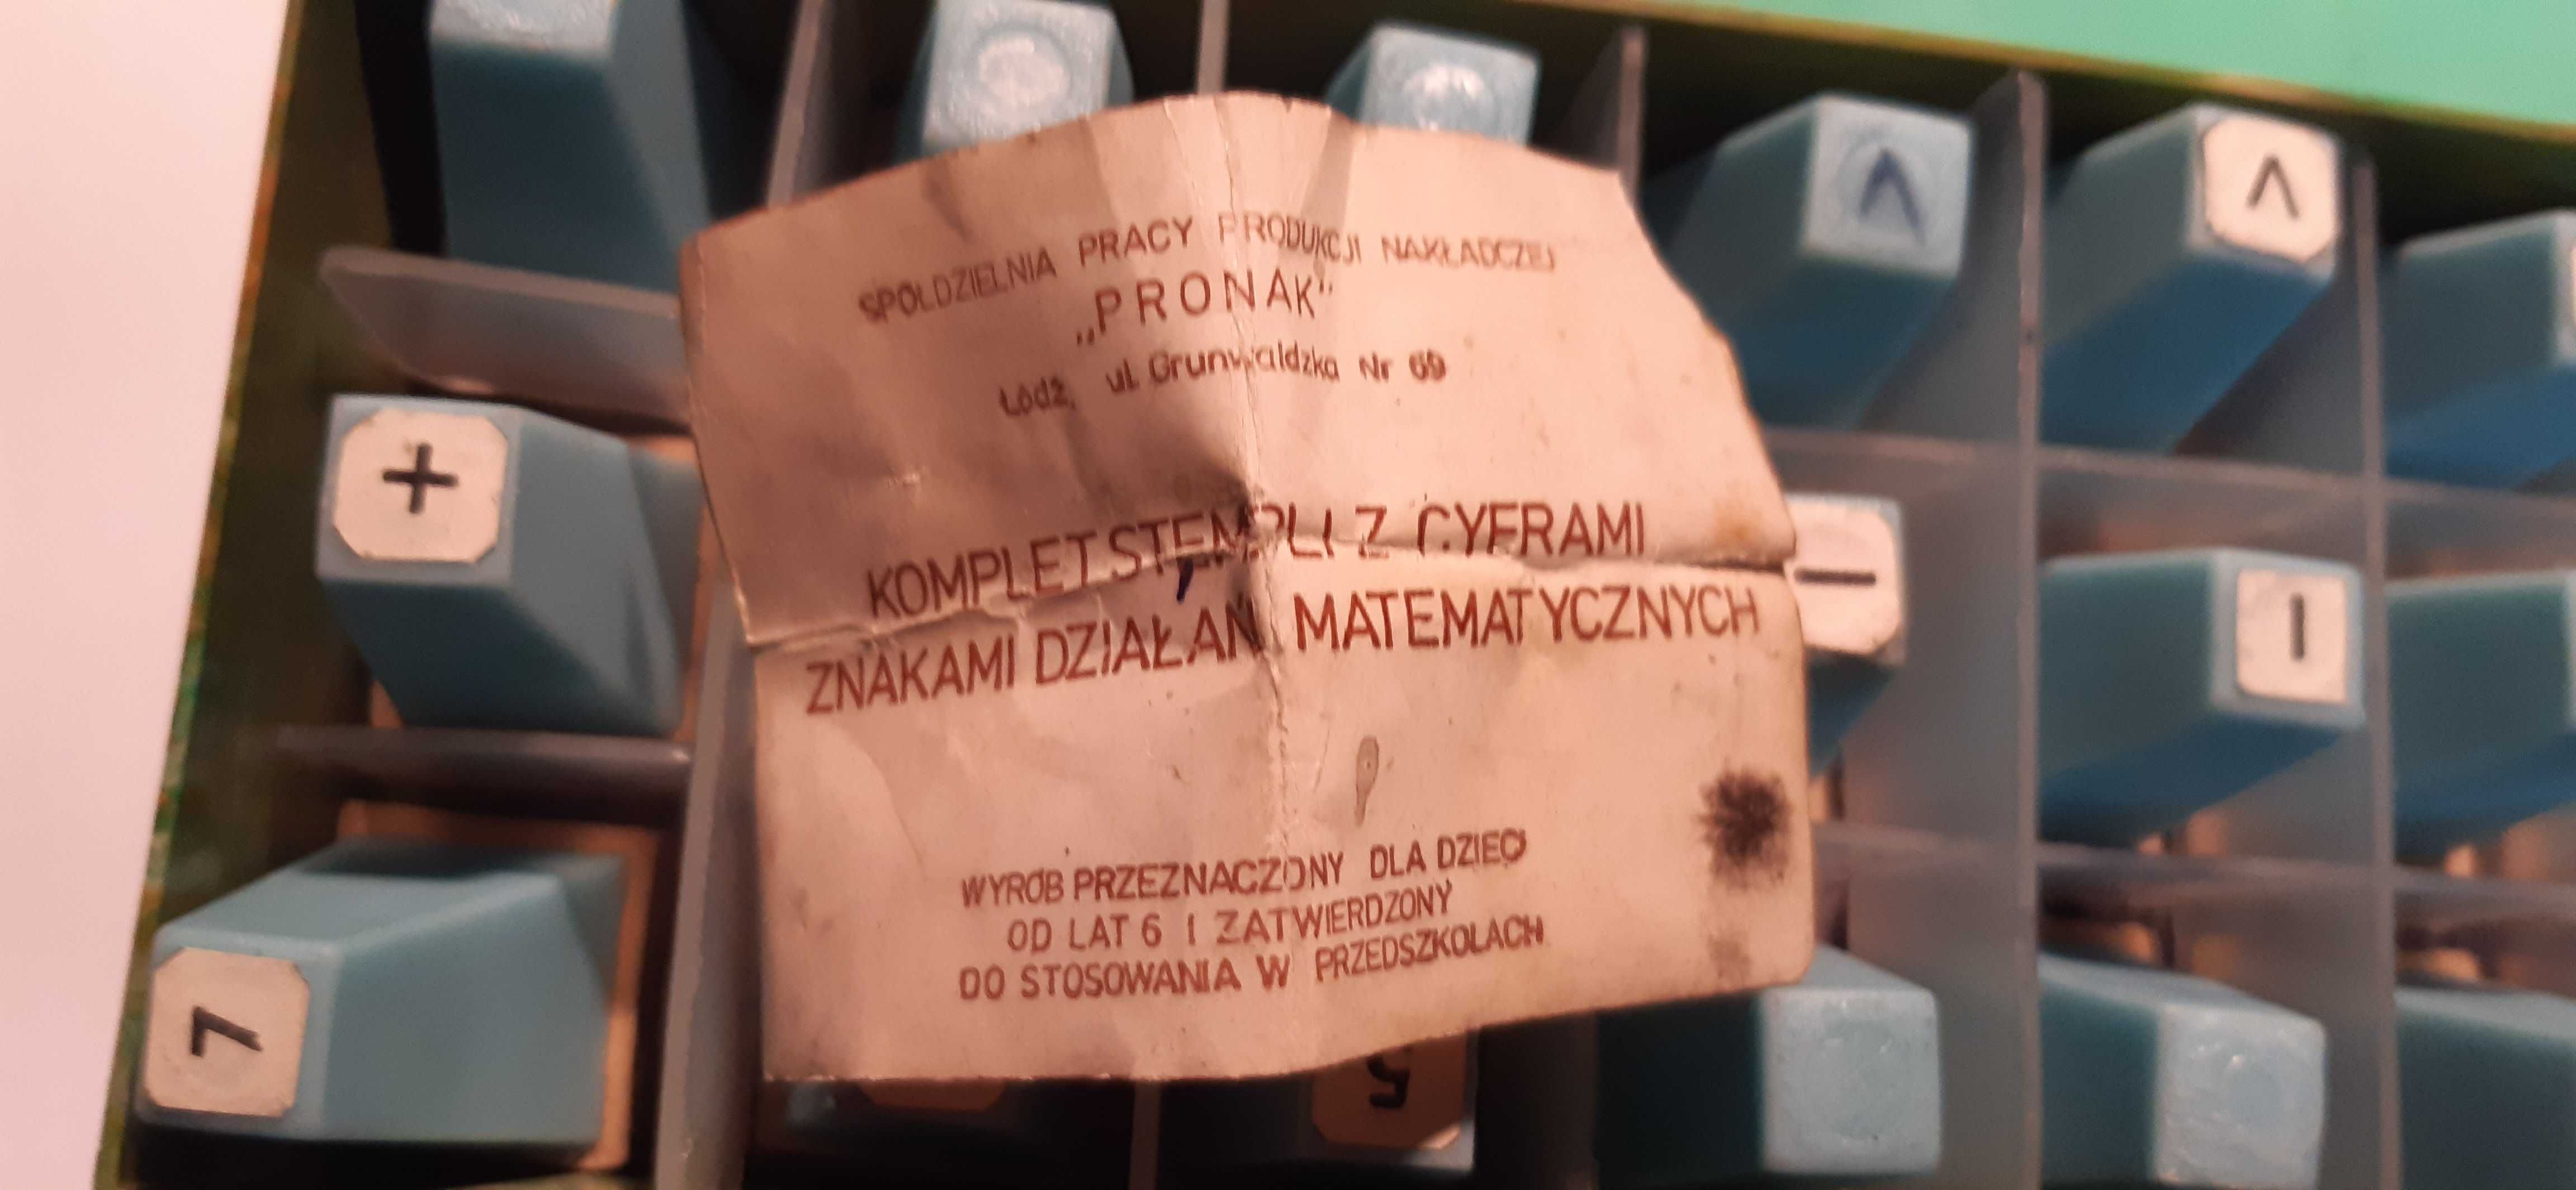 SPÓŁDZIELNIA PRACY PRODUKCJI NAKŁADCZEJ
„PRONAK"
Łódź, ul. Grunwaldzka Nr 69
KOMPLET STEMPLI Z CYFRAMI
ZNAKAMI DZIAŁAŃ MATEMATYCZNYCH
WYRÓB PRZEZNACZONY DLA DZIECI
OD LAT 6 I ZATWIERDZONY
DO STOSOWANIA W PRZEDSZKOLACH
^
^
+
—
|
7
5